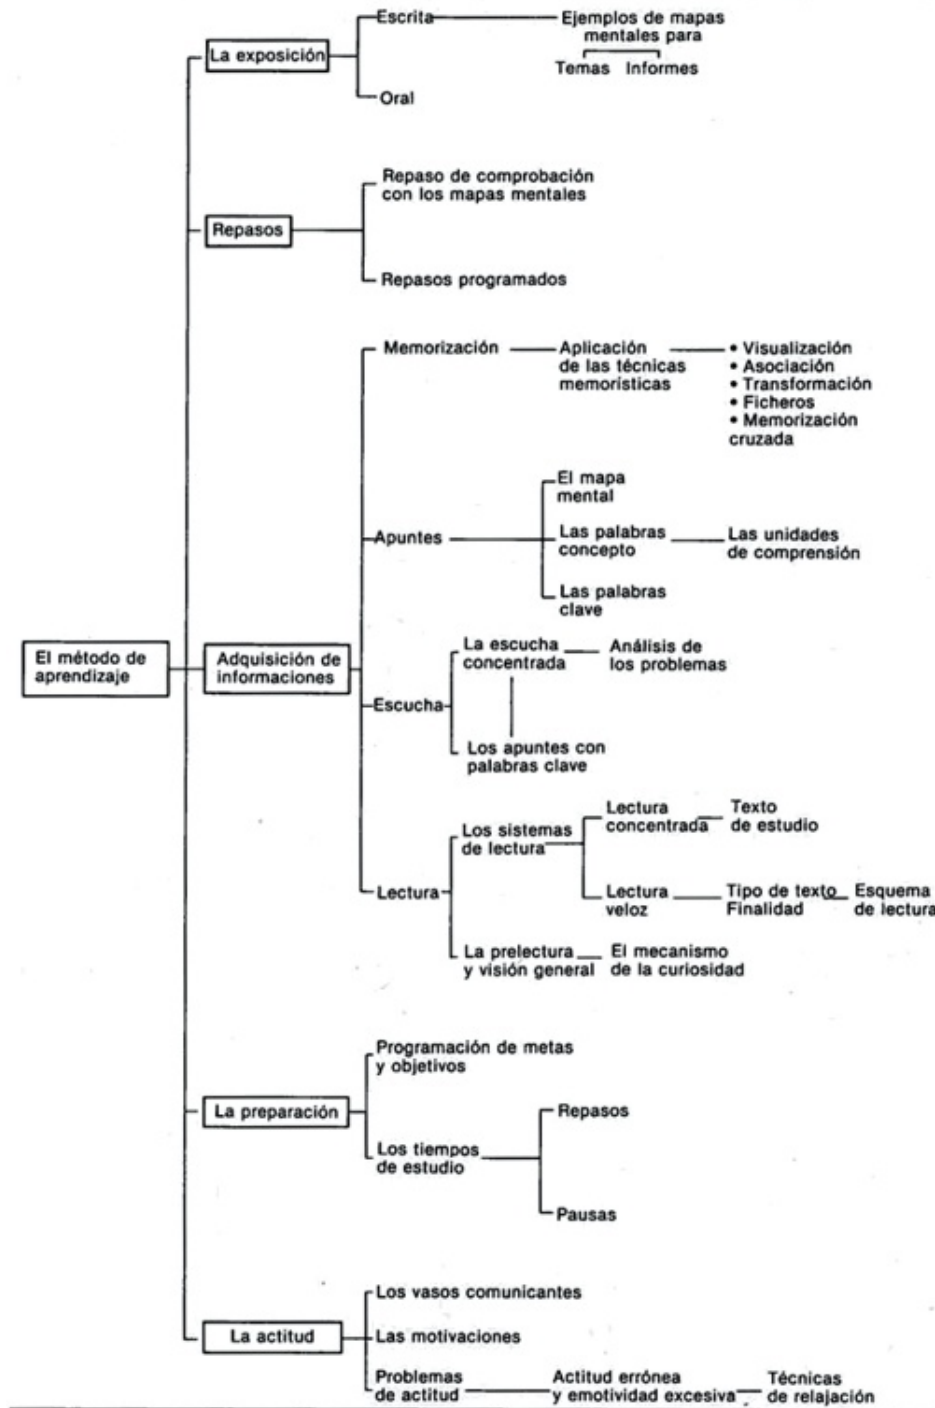 Escrita
Ejemplos de mapas
mentales para
La exposición
Temas Informes
Oral
Repaso de comprobación
con los mapas mentales
Repasos
Repasos programados
Memorización
Aplicación
de las técnicas
memorísticas
• Visualización
• Asociación
• Transformación
• Ficheros
• Memorización
cruzada
El mapa
mental
Apuntes
Las palabras
concepto
Las unidades
de comprensión
Las palabras
clave
El método de
aprendizaje
Adquisición de
informaciones
La escucha
concentrada
Análisis de
los problemas
Escucha
Los apuntes con
palabras clave
Lectura
concentrada
Texto
de estudio
Los sistemas
de lectura
Lectura
Lectura
veloz
Tipo de texto
Finalidad
Esquema
de lectura
La prelectura
y visión general
El mecanismo
de la curiosidad
Programación de metas
y objetivos
La preparación
Repasos
Los tiempos
de estudio
Pausas
Los vasos comunicantes
La actitud
Las motivaciones
Problemas
de actitud
Actitud errónea
y emotividad excesiva
Técnicas
de relajación